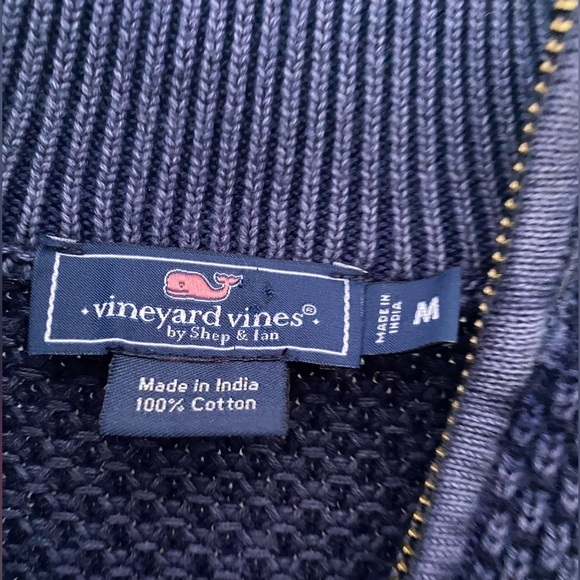 · vineyard vines® ·
by Shep & Ian
MADE IN
INDIA
M
Made in India
100% Cotton